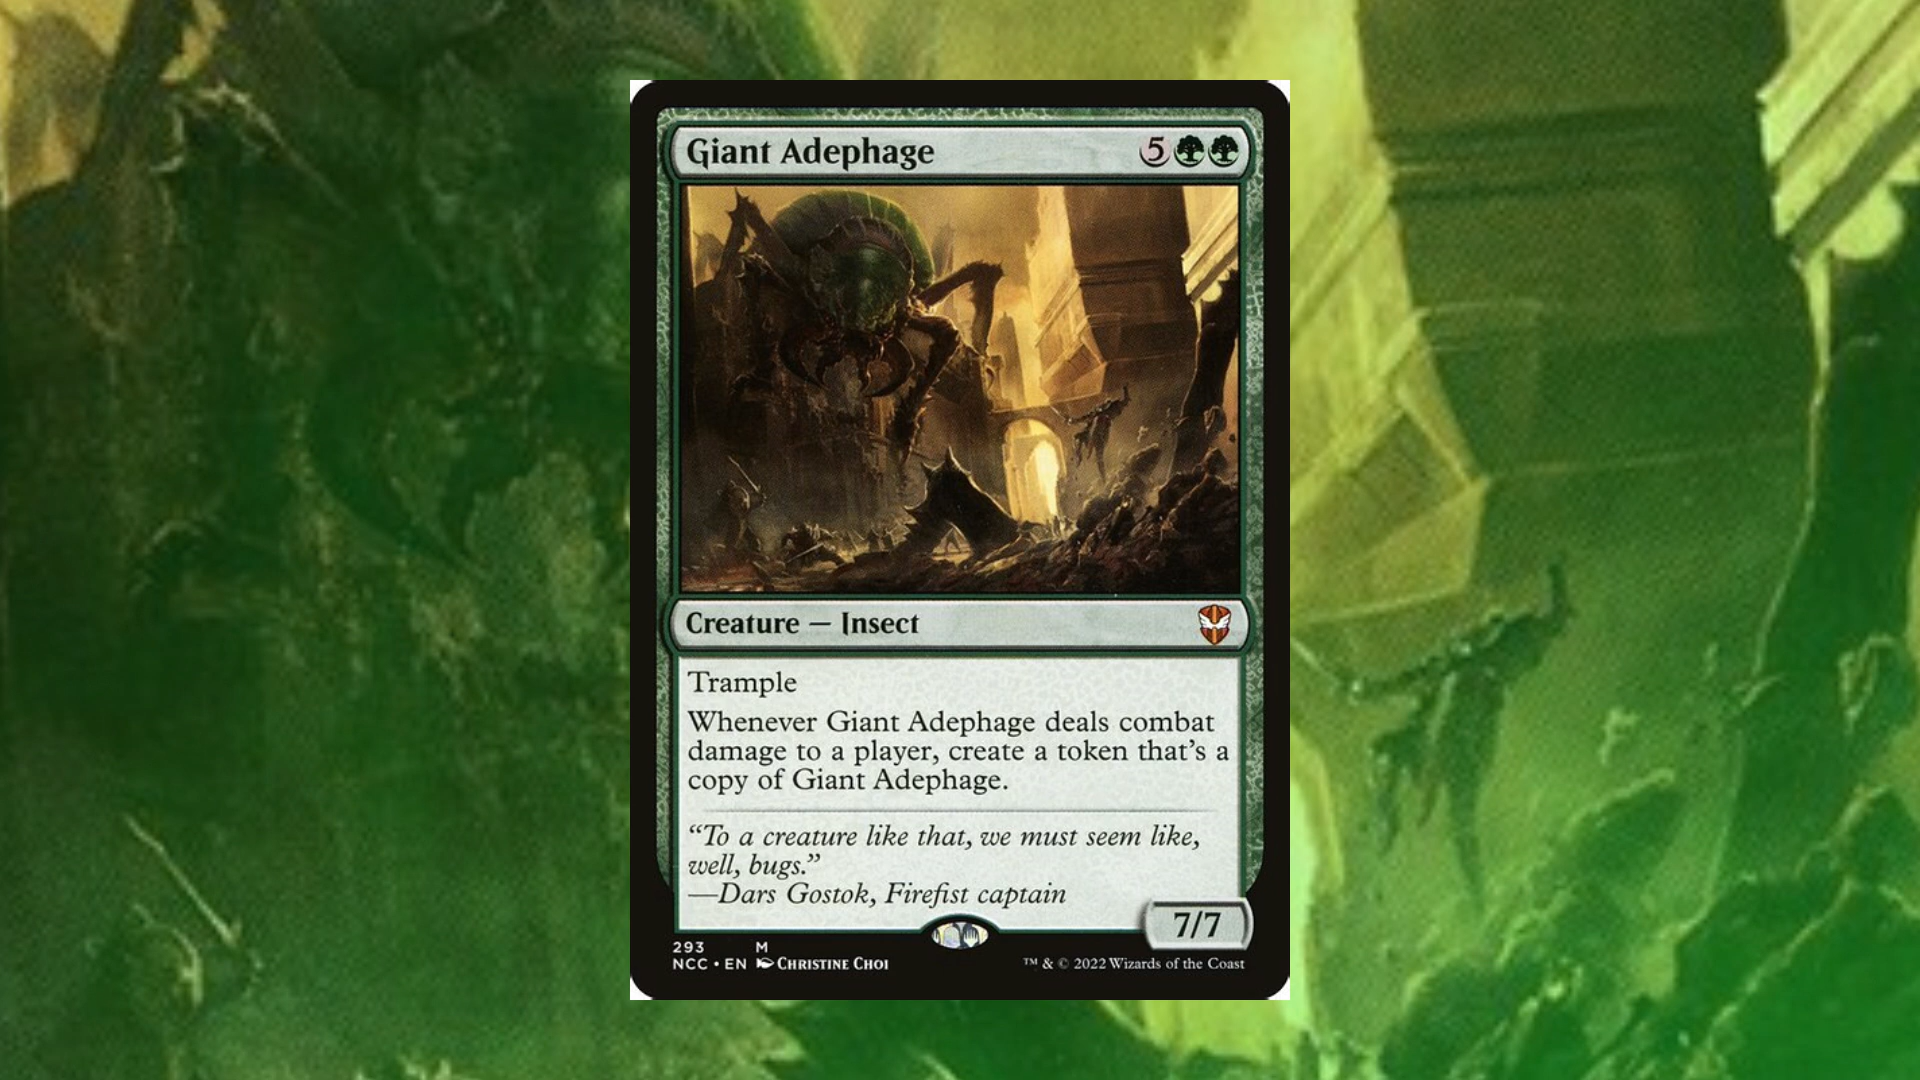 Giant Adephage 5
Creature — Insect
Trample
Whenever Giant Adephage deals combat
damage to a player, create a token that's a
copy of Giant Adephage.
“To a creature like that, we must seem like,
well, bugs.”
—Dars Gostok, Firefist captain
7/7
293 M
NCC • EN Christine Choi
™ & © 2022 Wizards of the Coast